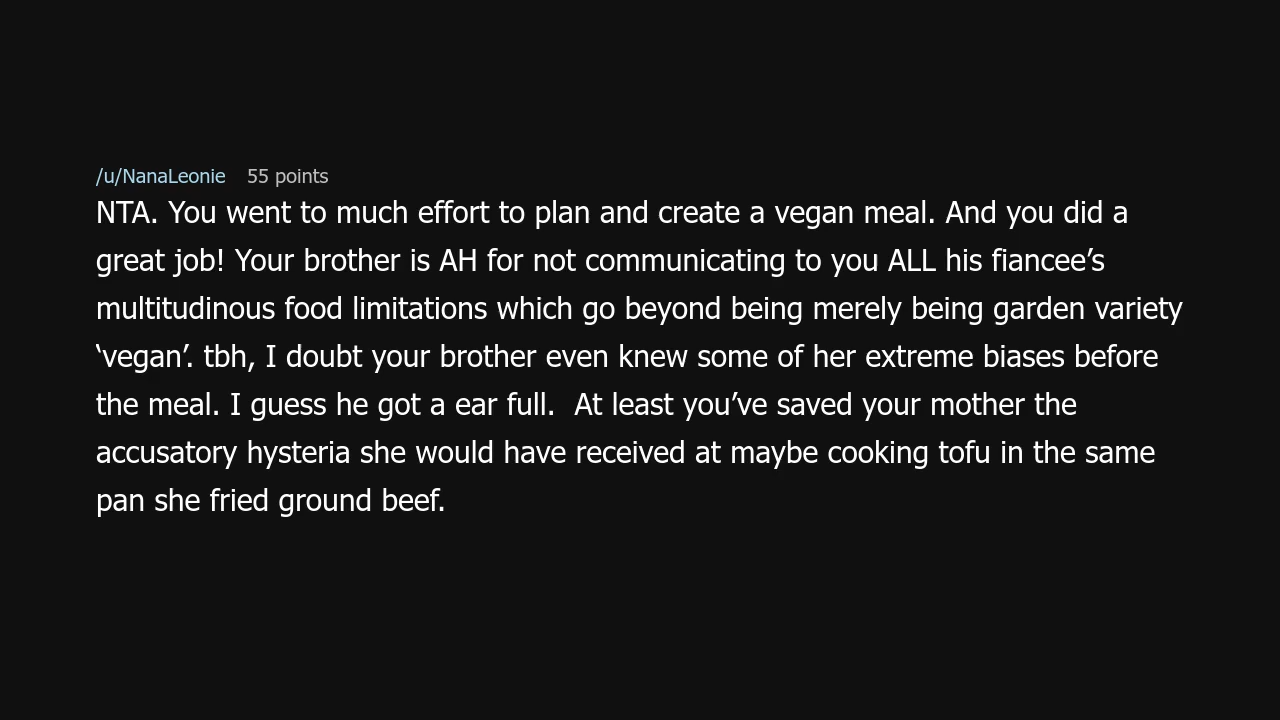 /u/NanaLeonie 55 points
NTA. You went to much effort to plan and create a vegan meal. And you did a
great job! Your brother is AH for not communicating to you ALL his fiancee’s
multitudinous food limitations which go beyond being merely being garden variety
‘vegan’. tbh, I doubt your brother even knew some of her extreme biases before
the meal. I guess he got a ear full.  At least you’ve saved your mother the
accusatory hysteria she would have received at maybe cooking tofu in the same
pan she fried ground beef.